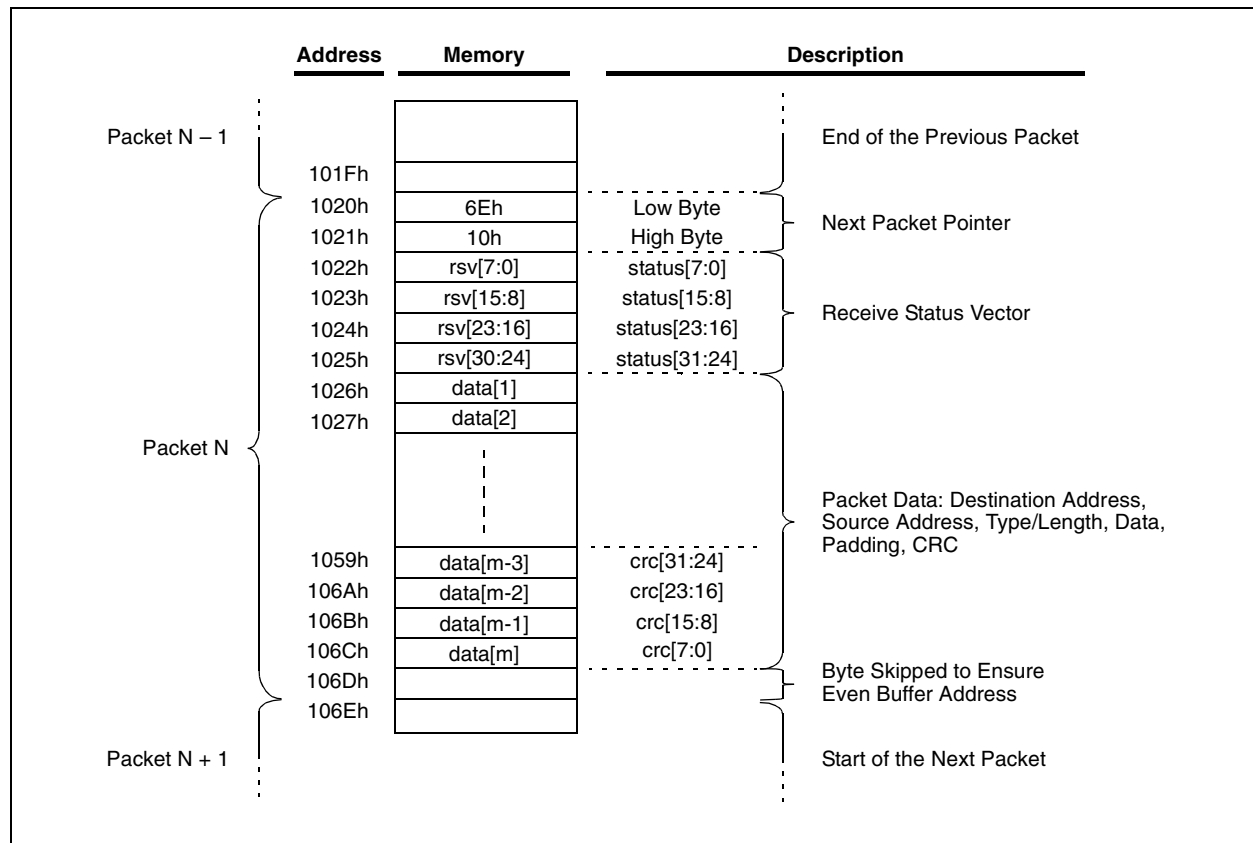 Address Memory Description
Packet N – 1 End of the Previous Packet
101Fh
1020h 6Eh Low Byte
Next Packet Pointer
1021h 10h High Byte
1022h rsv[7:0] status[7:0]
1023h rsv[15:8] status[15:8]
Receive Status Vector
1024h rsv[23:16] status[23:16]
1025h rsv[30:24] status[31:24]
1026h data[1]
1027h data[2]
Packet N
Packet Data: Destination Address,
Source Address, Type/Length, Data,
Padding, CRC
1059h data[m-3] crc[31:24]
106Ah data[m-2] crc[23:16]
106Bh data[m-1] crc[15:8]
106Ch data[m] crc[7:0]
106Dh
Byte Skipped to Ensure
Even Buffer Address
106Eh
Packet N + 1 Start of the Next Packet